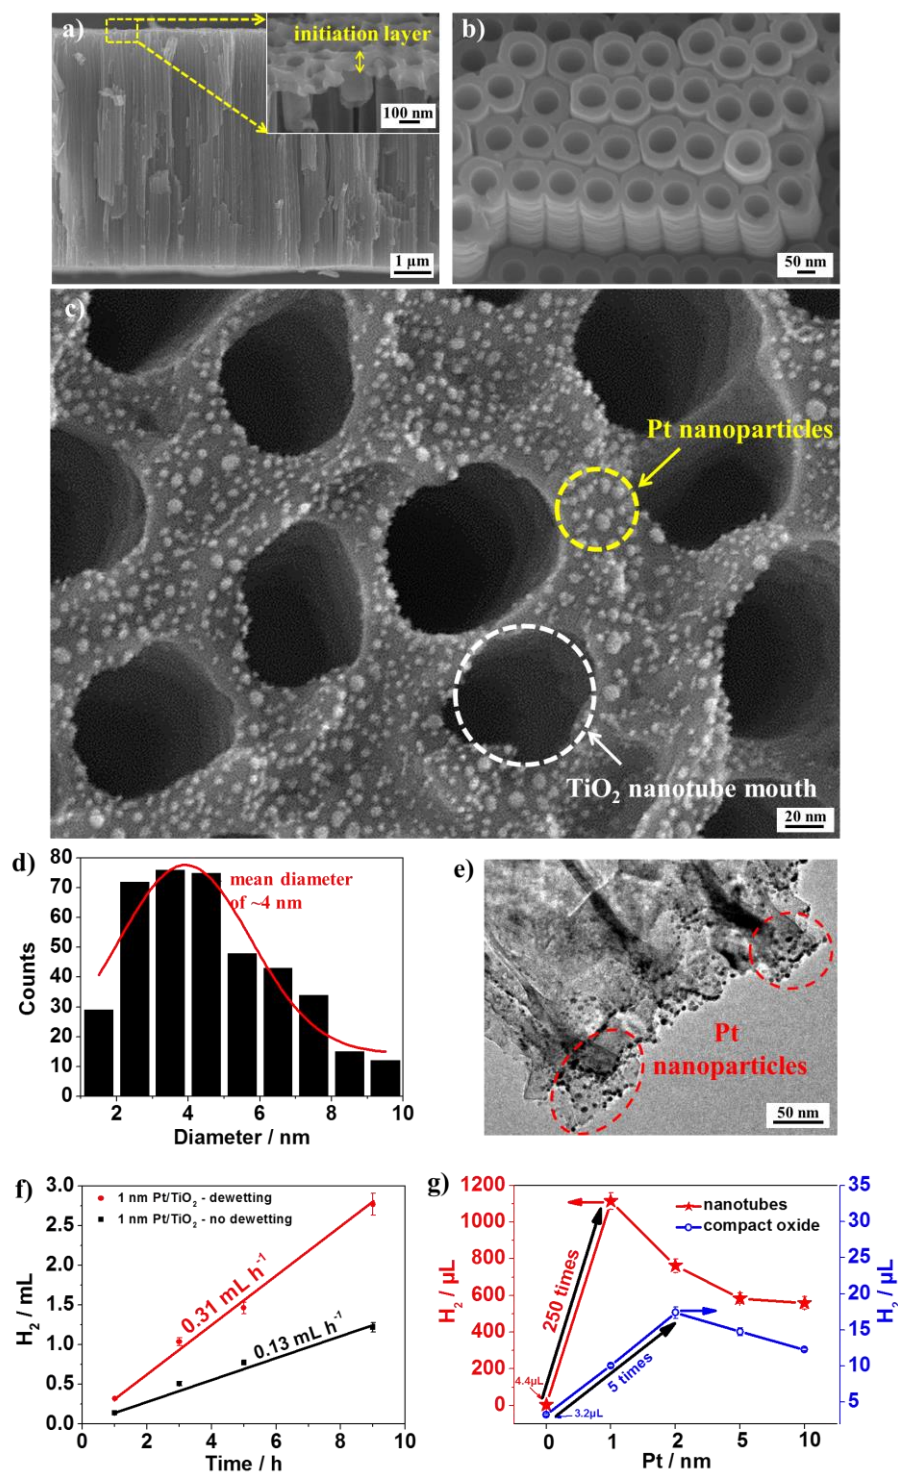 a)
initiation layer
100 nm
1 µm
b)
50 nm
c)
Pt nanoparticles
TiO2 nanotube mouth
20 nm
d)
80
70
60
50
40
30
20
10
0
Counts
mean diameter
of ~4 nm
2
4
6
8
10
Diameter / nm
e)
Pt
nanoparticles
50 nm
f)
3.0
2.5
2.0
1.5
1.0
0.5
0.0
H2 / mL
1 nm Pt/TiO2 - dewetting
1 nm Pt/TiO2 - no dewetting
0.31 mL h-1
0.13 mL h-1
0
2
4
6
8
10
Time / h
g)
1200
1000
800
600
400
200
0
H2 / µL
nanotubes
compact oxide
250 times
5 times
4.4µL
3.2µL
35
30
25
20
15
10
5
H2 / µL
0
1
2
5
10
Pt / nm